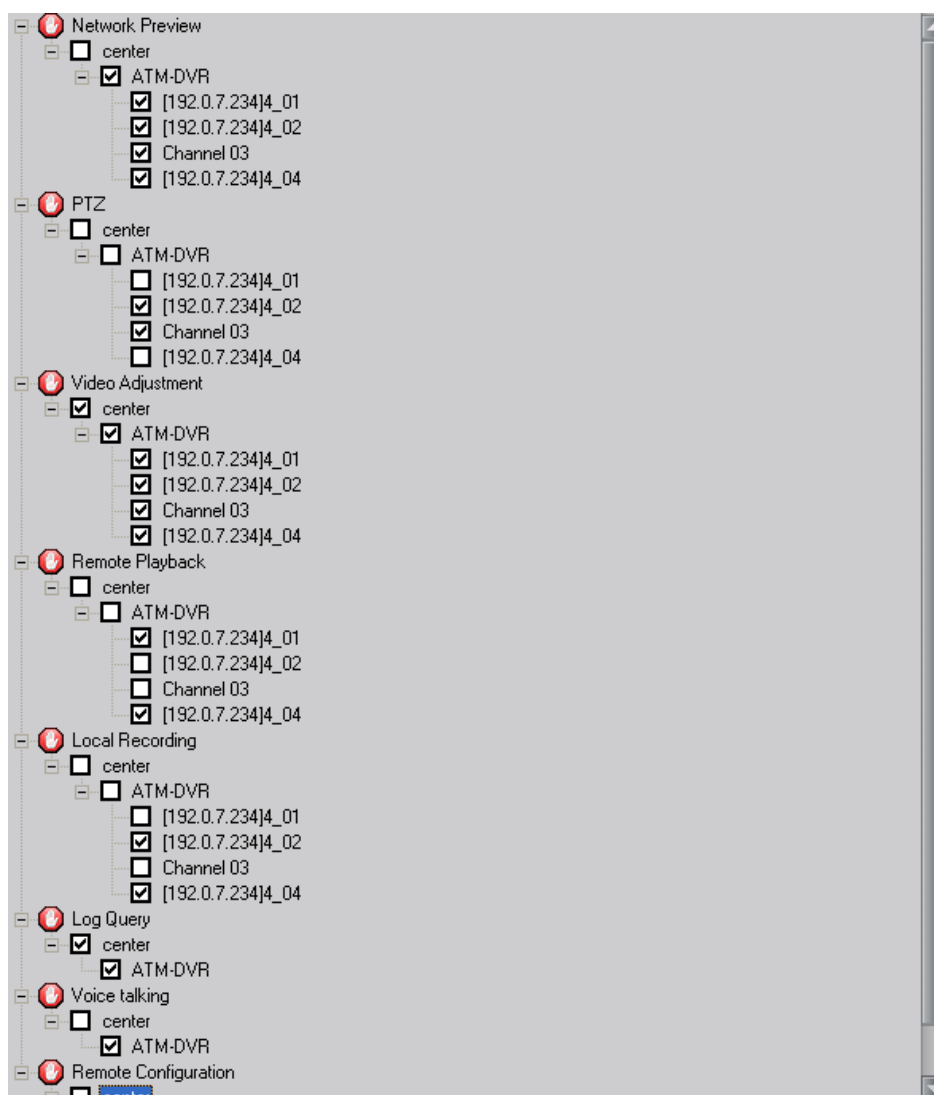 Network Preview
center
ATM-DVR
[192.0.7.234]4_01
[192.0.7.234]4_02
Channel 03
[192.0.7.234]4_04
PTZ
center
ATM-DVR
[192.0.7.234]4_01
[192.0.7.234]4_02
Channel 03
[192.0.7.234]4_04
Video Adjustment
center
ATM-DVR
[192.0.7.234]4_01
[192.0.7.234]4_02
Channel 03
[192.0.7.234]4_04
Remote Playback
center
ATM-DVR
[192.0.7.234]4_01
[192.0.7.234]4_02
Channel 03
[192.0.7.234]4_04
Local Recording
center
ATM-DVR
[192.0.7.234]4_01
[192.0.7.234]4_02
Channel 03
[192.0.7.234]4_04
Log Query
center
ATM-DVR
Voice talking
center
ATM-DVR
Remote Configuration